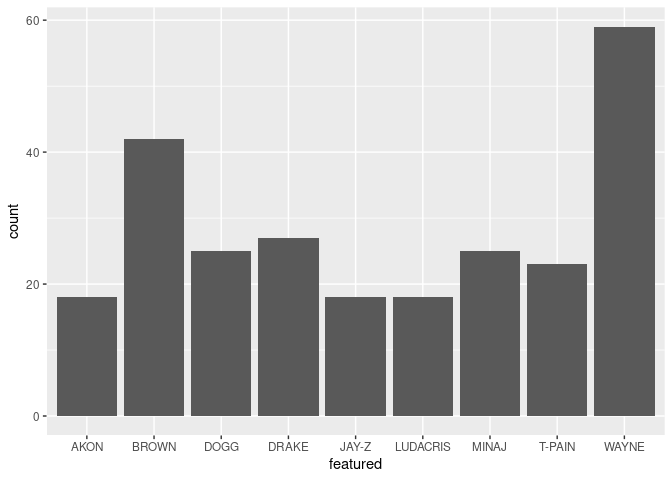 60
40
20
0
count
AKON BROWN DOGG DRAKE JAY-Z LUDACRIS MINAJ T-PAIN WAYNE
featured